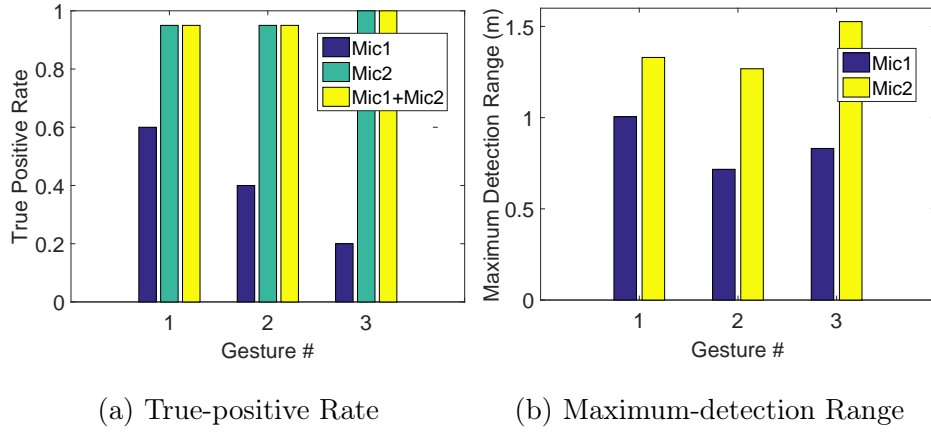 True Positive Rate
1
0.8
0.6
0.4
0.2
0
Mic1
Mic2
Mic1+Mic2
1 2 3
Gesture #
(a) True-positive Rate
Maximum Detection Range (m)
1.5
1
0.5
0
Mic1
Mic2
1 2 3
Gesture #
(b) Maximum-detection Range